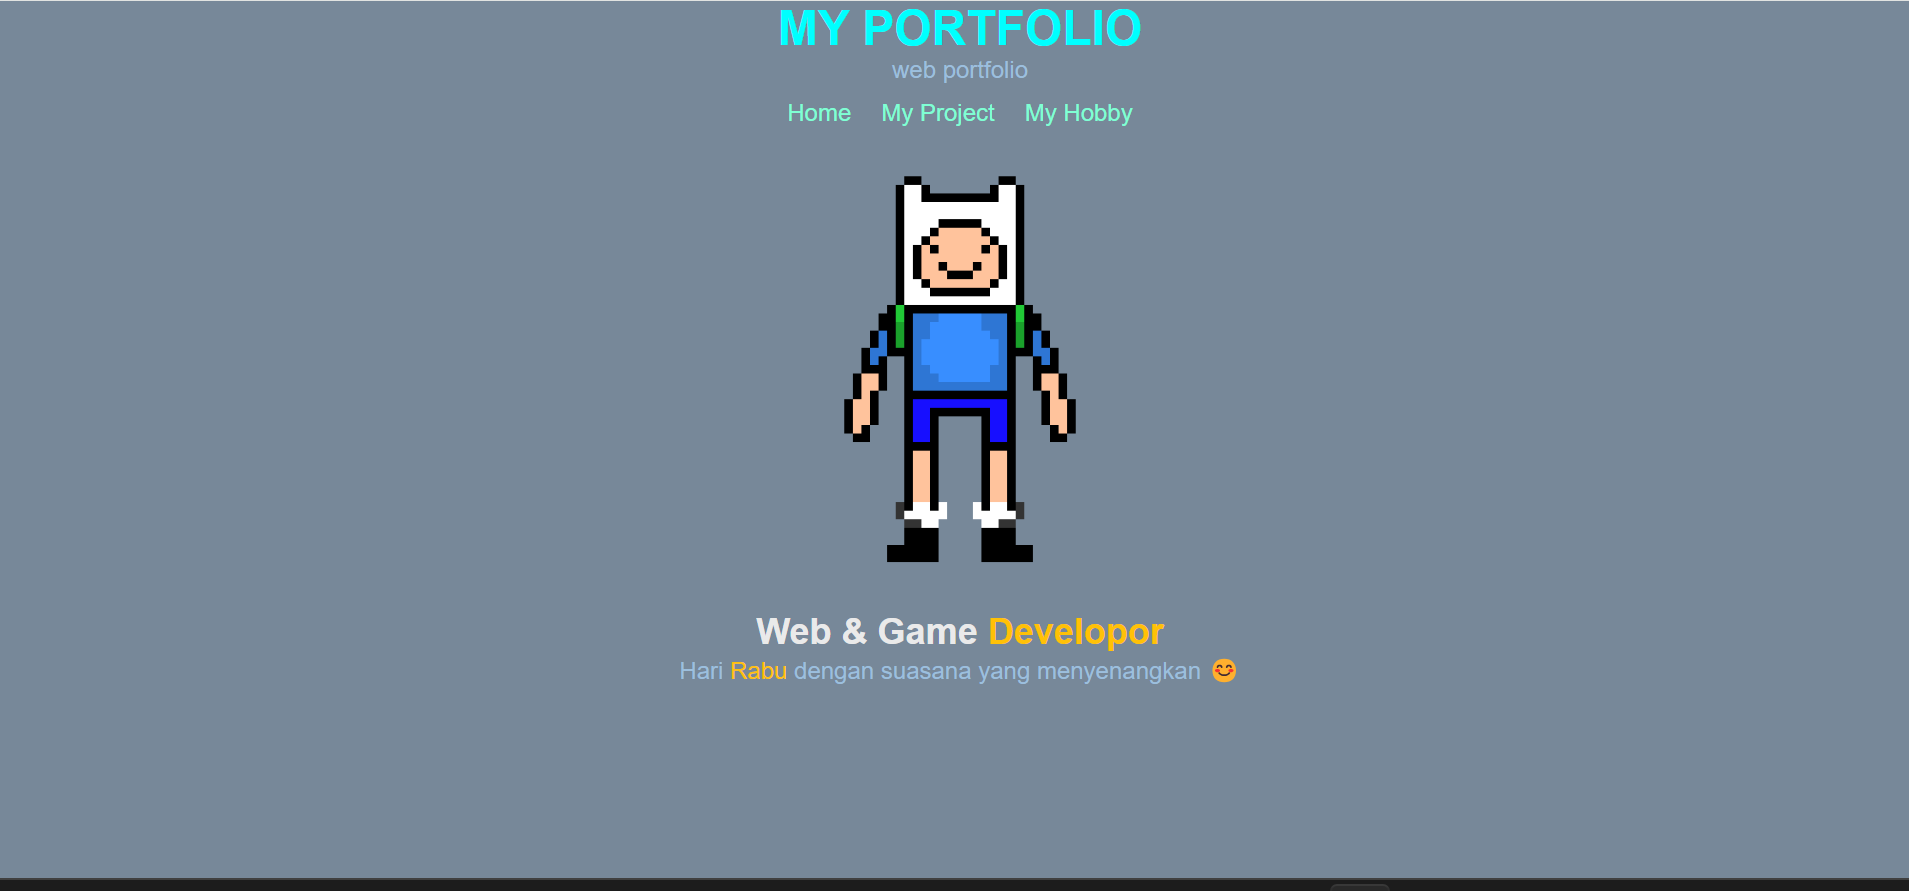 MY PORTFOLIO
web portfolio
Home My Project My Hobby
Web & Game Developor
Hari Rabu dengan suasana yang menyenangkan 😊